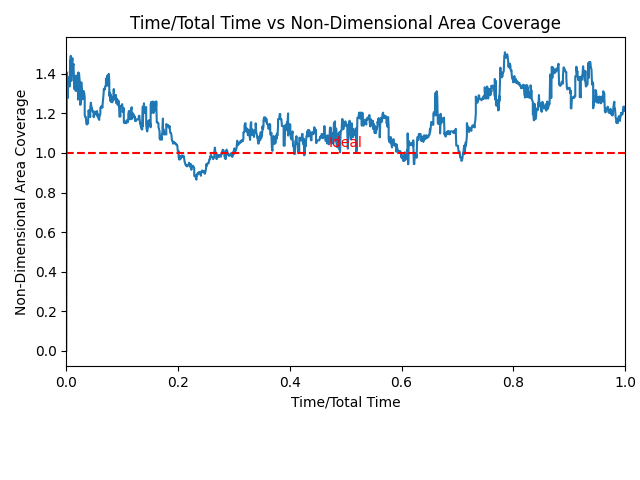 Time/Total Time vs Non-Dimensional Area Coverage
Non-Dimensional Area Coverage
1.4
1.2
1.0
0.8
0.6
0.4
0.2
0.0
Ideal
0.0 0.2 0.4 0.6 0.8 1.0
Time/Total Time